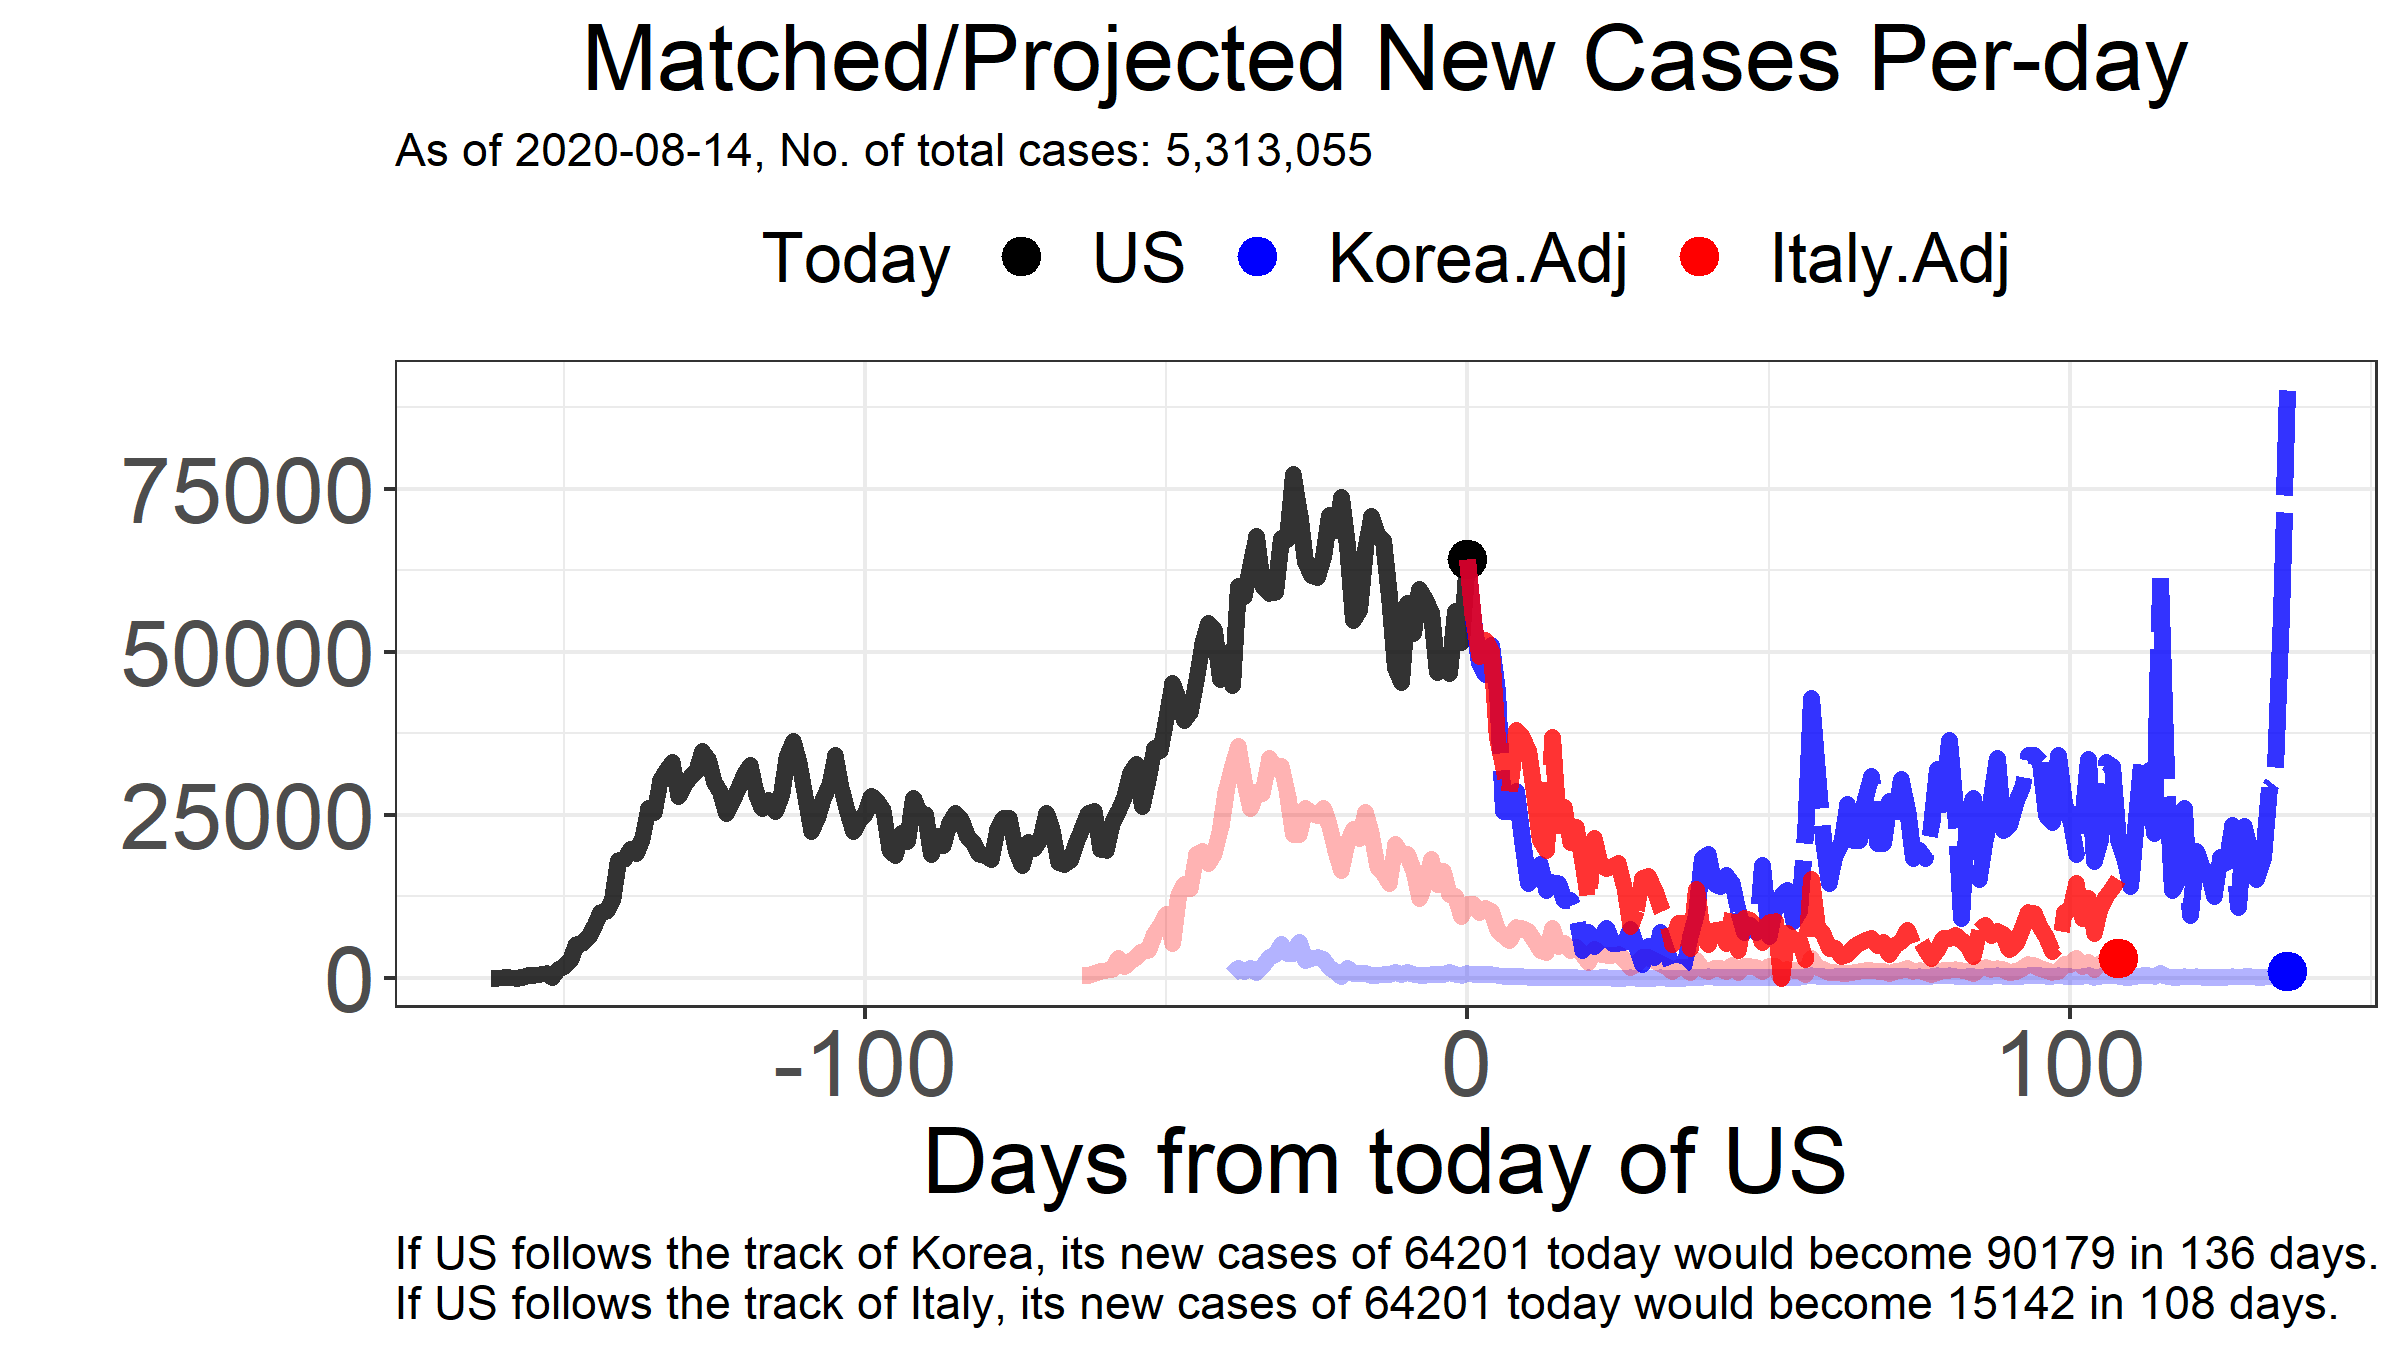 Matched/Projected New Cases Per-day
As of 2020-08-14, No. of total cases: 5,313,055
Today US Korea.Adj Italy.Adj
75000
50000
25000
0
-100 0 100
Days from today of US
If US follows the track of Korea, its new cases of 64201 today would become 90179 in 136 days.
If US follows the track of Italy, its new cases of 64201 today would become 15142 in 108 days.